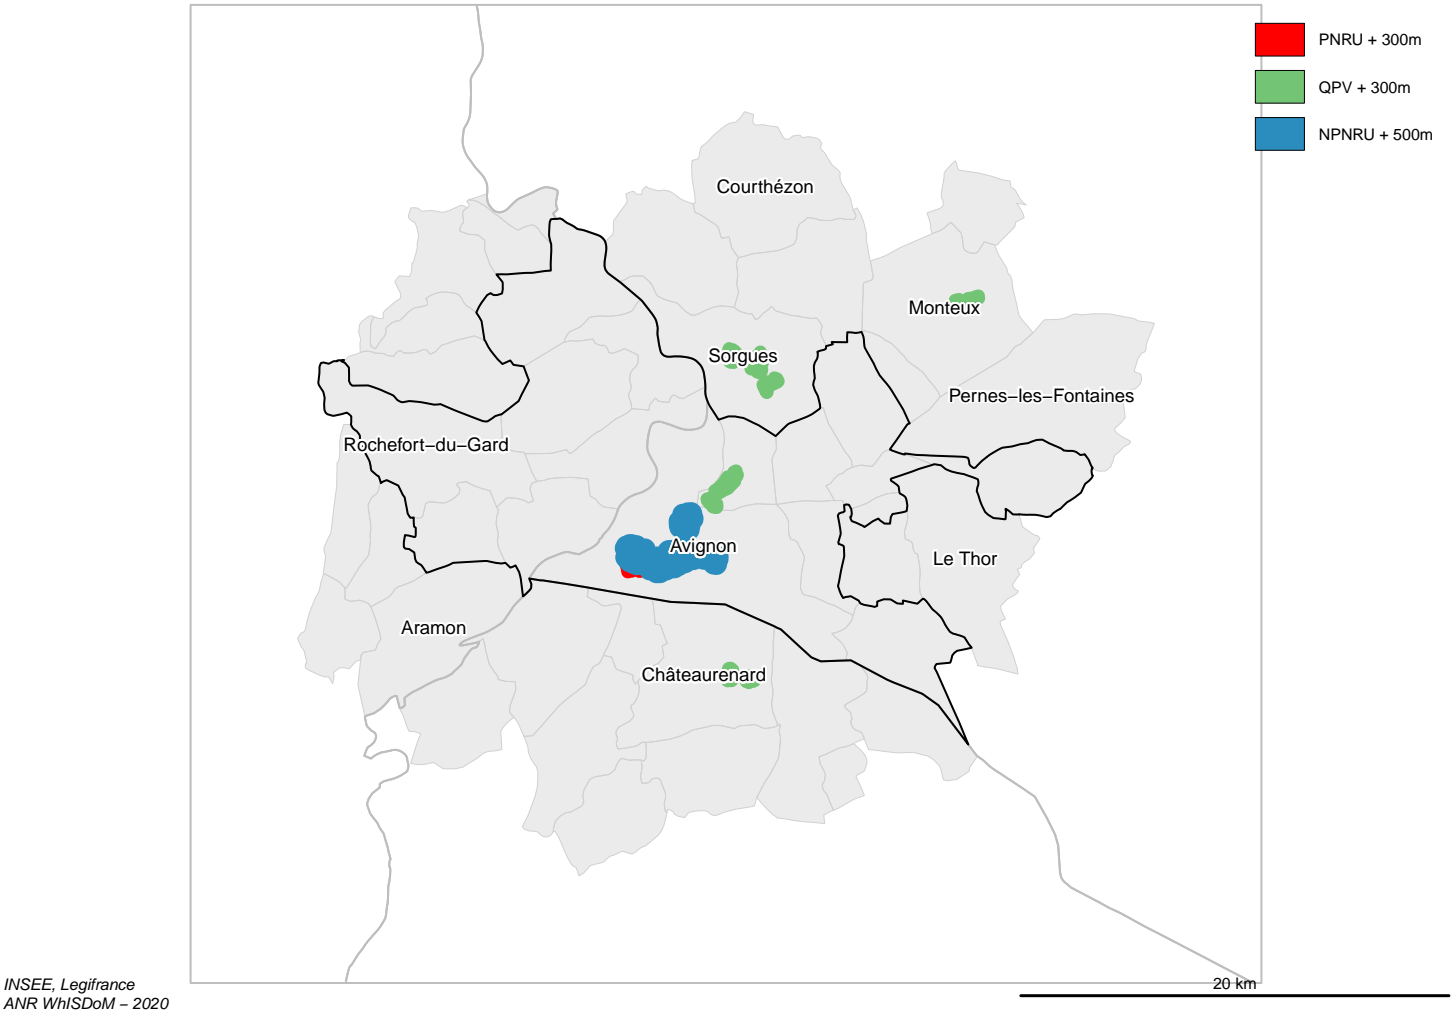 PNRU + 300m
QPV + 300m
NPNRU + 500m
Courthézon
Monteux
Sorgues
Pernes−les−Fontaines
Rochefort−du−Gard
Avignon
Le Thor
Aramon
Châteaurenard
20 km
INSEE, Legifrance
ANR WhISDoM − 2020